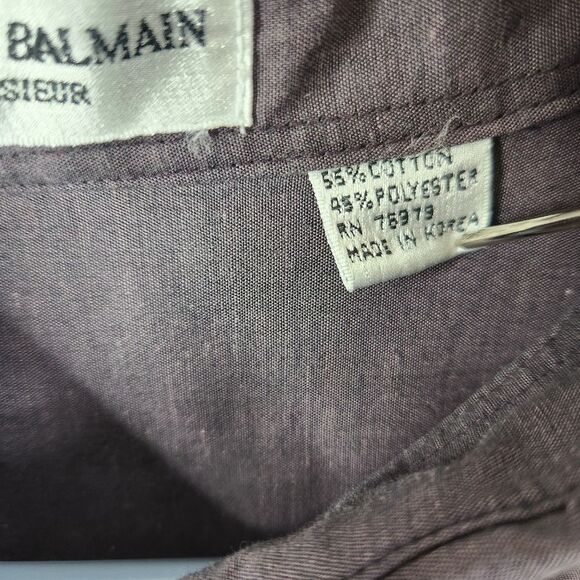 BALMAIN
SIEUR
55% COTTON
45% POLYESTER
RN 76979
MADE IN KOREA